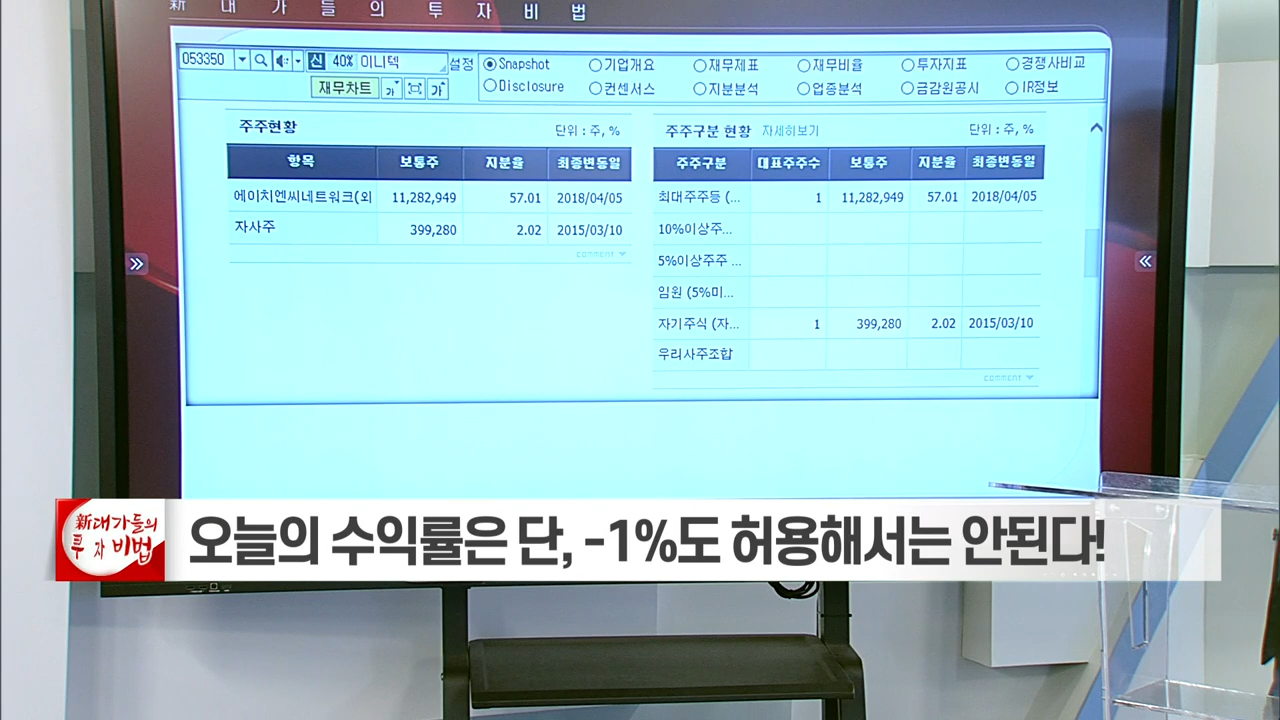 新 대 가 들 의 투 자 비 법
053350 신 40% 이니텍 설정 Snapshot 기업개요 재무제표 재무비율 투자지표 경쟁사비교
재무차트 가 가 Disclosure 컨센서스 지분분석 업종분석 금감원공시 IR정보
주주현황 단위 : 주, %
항목 보통주 지분율 최종변동일
에이치엔씨네트워크(외 11,282,949 57.01 2018/04/05
자사주 399,280 2.02 2015/03/10
comment
주주구분 현황 자세히보기 단위 : 주, %
주주구분 대표주주수 보통주 지분율 최종변동일
최대주주등 (... 1 11,282,949 57.01 2018/04/05
10%이상주...
5%이상주주 ...
임원 (5%미...
자기주식 (자... 1 399,280 2.02 2015/03/10
우리사주조합
comment
新대가들의
투자 비법
오늘의 수익률은 단, -1%도 허용해서는 안된다!